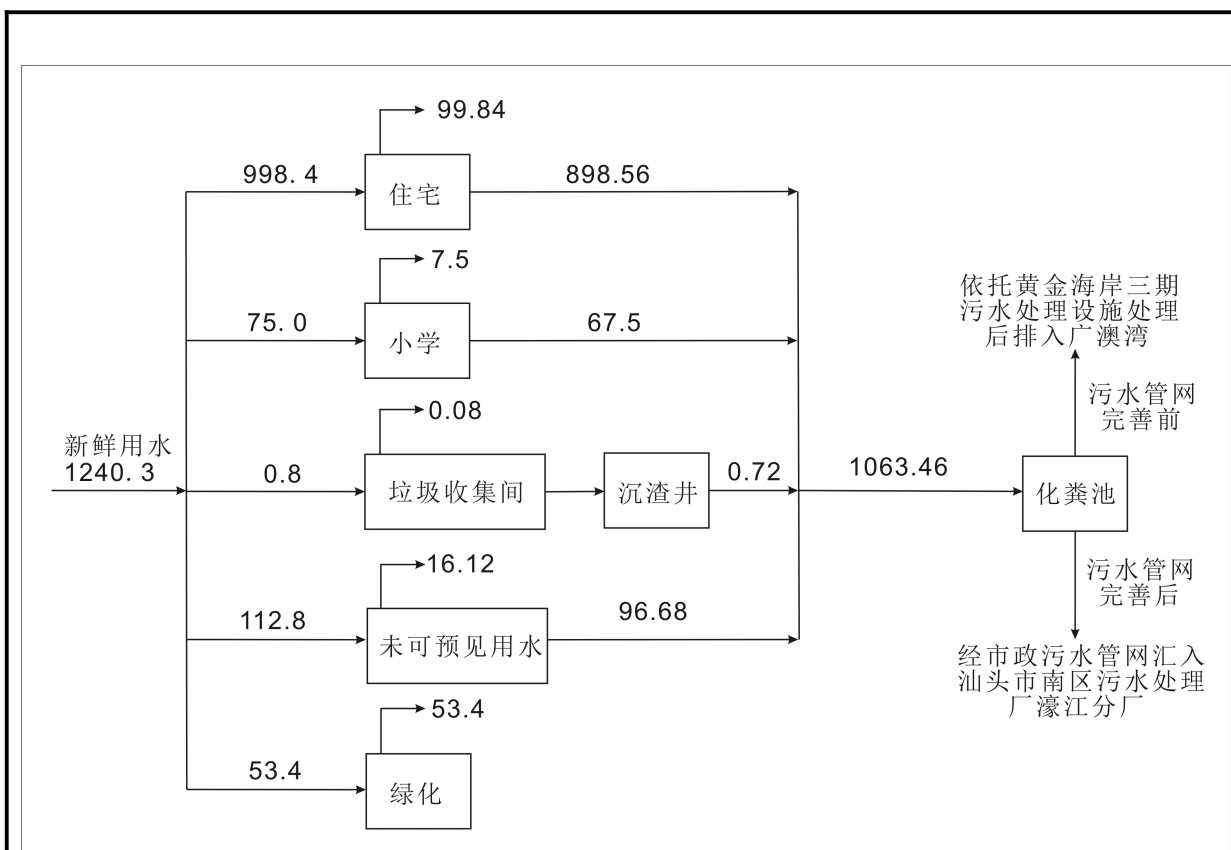 99.84
998. 4
住宅
898.56
7.5
75. 0
小学
67.5
依托黄金海岸三期
污水处理设施处理
后排入广澳湾
污水管网
完善前
新鲜用水
1240. 3
0.08
0.8
垃圾收集间
沉渣井
0.72
1063.46
化粪池
16.12
112.8
未可预见用水
96.68
污水管网
完善后
经市政污水管网汇入
汕头市南区污水处理
厂濠江分厂
53.4
53.4
绿化